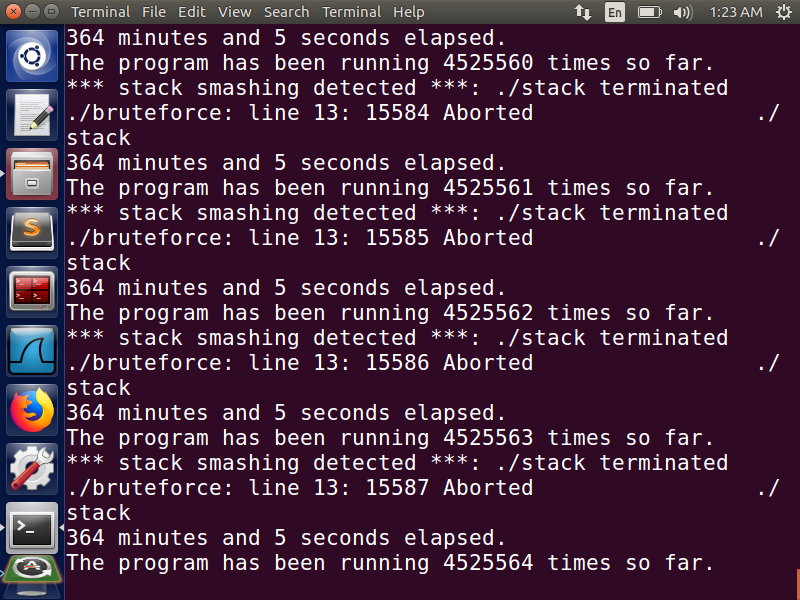 Terminal File Edit View Search Terminal Help En 1:23 AM
364 minutes and 5 seconds elapsed.
The program has been running 4525560 times so far.
*** stack smashing detected ***: ./stack terminated
./bruteforce: line 13: 15584 Aborted                 ./
stack
364 minutes and 5 seconds elapsed.
The program has been running 4525561 times so far.
*** stack smashing detected ***: ./stack terminated
./bruteforce: line 13: 15585 Aborted                 ./
stack
364 minutes and 5 seconds elapsed.
The program has been running 4525562 times so far.
*** stack smashing detected ***: ./stack terminated
./bruteforce: line 13: 15586 Aborted                 ./
stack
364 minutes and 5 seconds elapsed.
The program has been running 4525563 times so far.
*** stack smashing detected ***: ./stack terminated
./bruteforce: line 13: 15587 Aborted                 ./
stack
364 minutes and 5 seconds elapsed.
The program has been running 4525564 times so far.